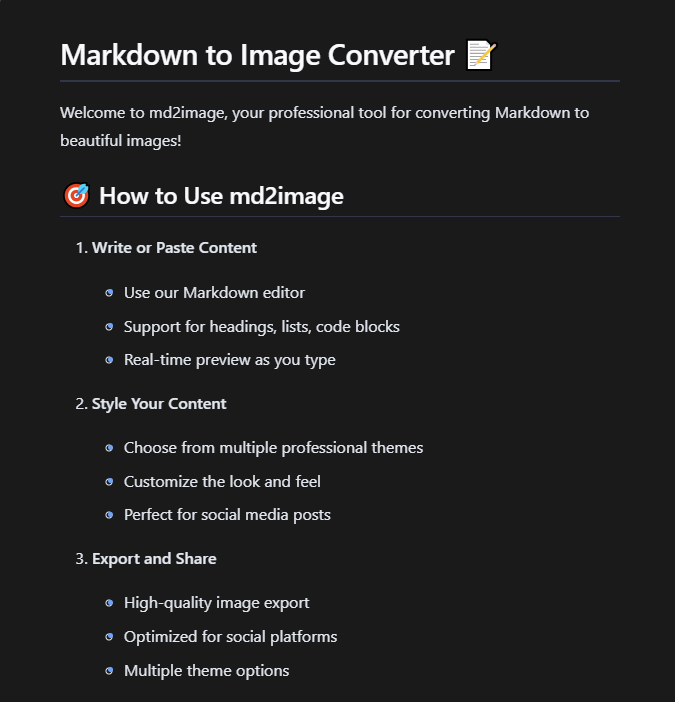 Markdown to Image Converter 📝
Welcome to md2image, your professional tool for converting Markdown to
beautiful images!
🎯 How to Use md2image
1. Write or Paste Content
Use our Markdown editor
Support for headings, lists, code blocks
Real-time preview as you type
2. Style Your Content
Choose from multiple professional themes
Customize the look and feel
Perfect for social media posts
3. Export and Share
High-quality image export
Optimized for social platforms
Multiple theme options